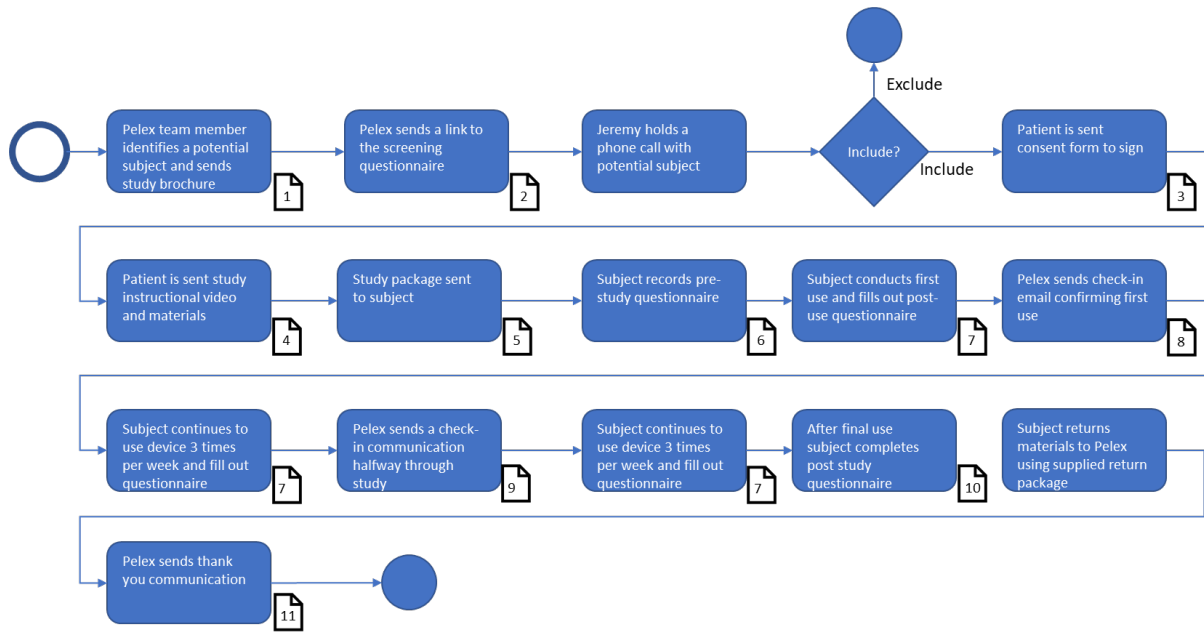 Exclude
Pelex team member
identifies a potential
subject and sends
study brochure
1
Pelex sends a link to
the screening
questionnaire
2
Jeremy holds a
phone call with
potential subject
Include?
Include
Patient is sent
consent form to sign
3
Patient is sent study
instructional video
and materials
4
Study package sent
to subject
5
Subject records pre-
study questionnaire
6
Subject conducts first
use and fills out post-
use questionnaire
7
Pelex sends check-in
email confirming first
use
8
Subject continues to
use device 3 times
per week and fill out
questionnaire
7
Pelex sends a check-
in communication
halfway through
study
9
Subject continues to
use device 3 times
per week and fill out
questionnaire
7
After final use
subject completes
post study
questionnaire
10
Subject returns
materials to Pelex
using supplied return
package
Pelex sends thank
you communication
11